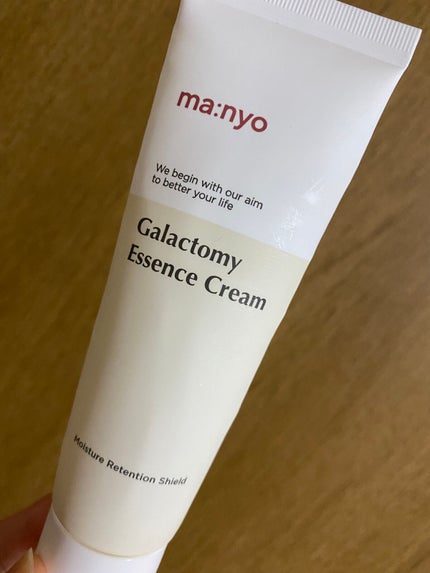 ma:nyo
We begin with our aim
to better your life
Galactomy
Essence Cream
Moisture Retention Shield